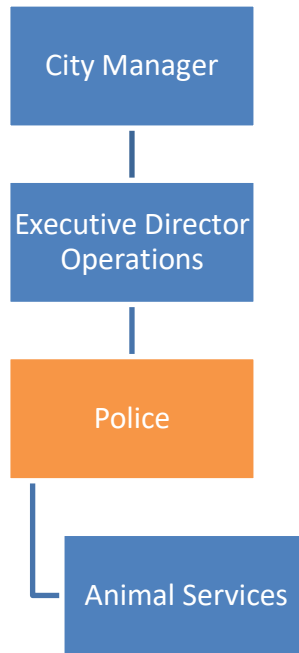 City Manager
Executive Director
Operations
Police
Animal Services